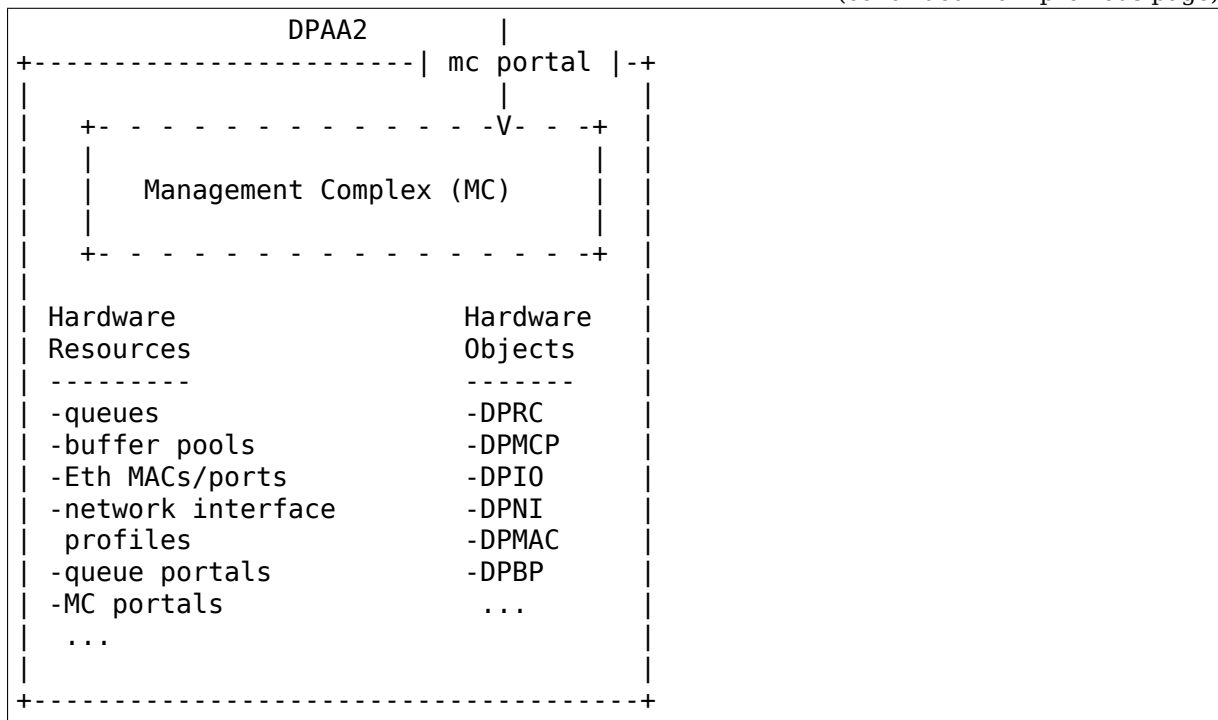 DPAA2 |
+------------------------| mc portal |-+
| | |
| +- - - - - - - - - - - - -V- - -+ |
| | | |
| | Management Complex (MC) | |
| | | |
| +- - - - - - - - - - - - - - - -+ |
| |
| Hardware Hardware |
| Resources Objects |
| --------- ------- |
| -queues -DPRC |
| -buffer pools -DPMCP |
| -Eth MACs/ports -DPIO |
| -network interface -DPNI |
| profiles -DPMAC |
| -queue portals -DPBP |
| -MC portals ... |
| ... |
| |
+--------------------------------------+